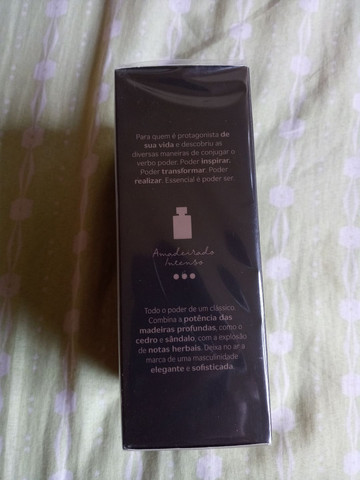 Para quem é protagonista de
sua vida e descobriu as
diversas maneiras de conjugar o
verbo poder. Poder inspirar.
Poder transformar. Poder
realizar. Essencial é poder ser.
Amadeirado
Intenso
Todo o poder de um clássico.
Combina a potência das
madeiras profundas, como o
cedro e sândalo, com a explosão
de notas herbais. Deixa no ar a
marca de uma masculinidade
elegante e sofisticada.